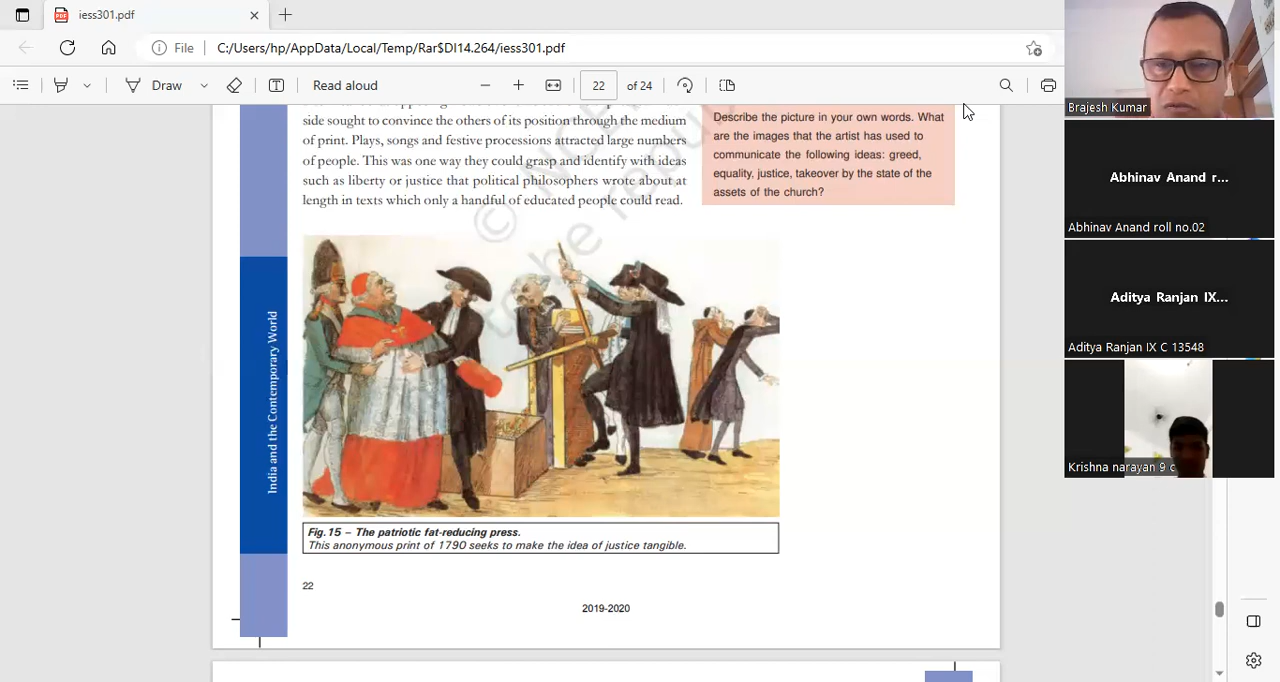 iess301.pdf
File
C:/Users/hp/AppData/Local/Temp/Rar$DI14.264/iess301.pdf
Draw
Read aloud
22
of 24
side sought to convince the others of its position through the medium
of print. Plays, songs and festive processions attracted large numbers
of people. This was one way they could grasp and identify with ideas
such as liberty or justice that political philosophers wrote about at
length in texts which only a handful of educated people could read.
Describe the picture in your own words. What
are the images that the artist has used to
communicate the following ideas: greed,
equality, justice, takeover by the state of the
assets of the church?
© NCE
to be repu
India and the Contemporary World
Fig.15 – The patriotic fat-reducing press.
This anonymous print of 1790 seeks to make the idea of justice tangible.
22
2019-2020
Brajesh Kumar
Abhinav Anand r...
Abhinav Anand roll no.02
Aditya Ranjan IX...
Aditya Ranjan IX C 13548
Krishna narayan 9 c